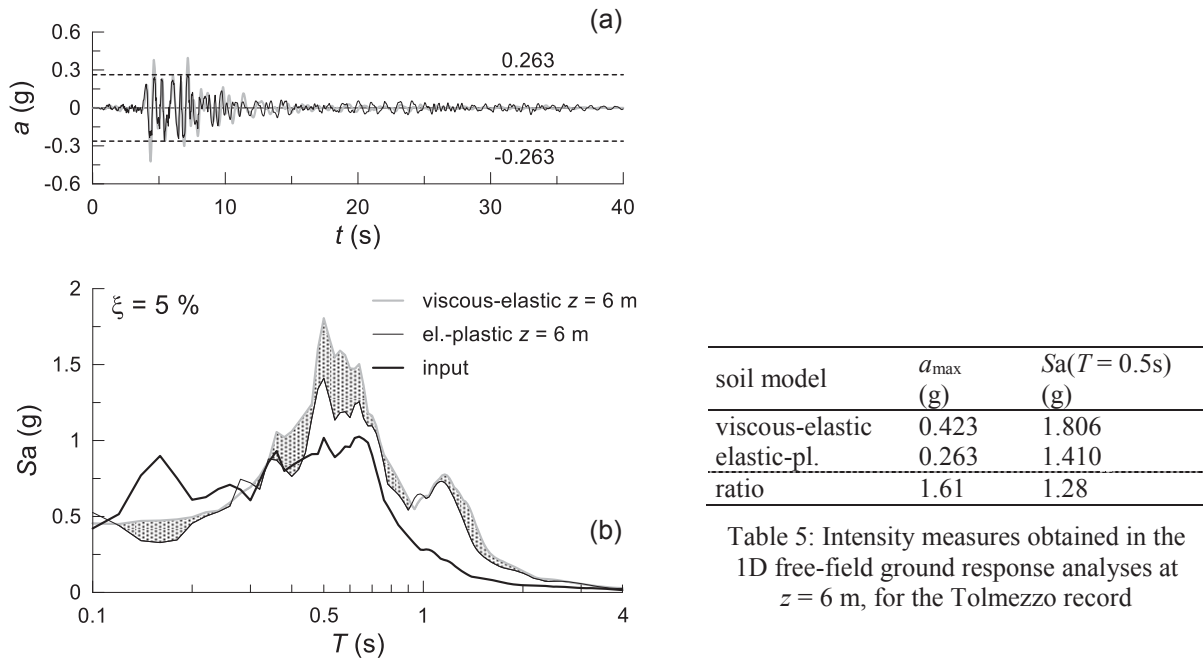 (a)
0.6
0.3
0
-0.3
-0.6
a (g)
0.263
-0.263
0 10 20 30 40
t (s)
ξ = 5 %
viscous-elastic z = 6 m
el.-plastic z = 6 m
input
2
1.5
1
0.5
0
Sa (g)
(b)
0.1 0.5 1 4
T (s)
soil model amax Sa(T = 0.5s)
(g) (g)
viscous-elastic 0.423 1.806
elastic-pl. 0.263 1.410
ratio 1.61 1.28
Table 5: Intensity measures obtained in the
1D free-field ground response analyses at
z = 6 m, for the Tolmezzo record